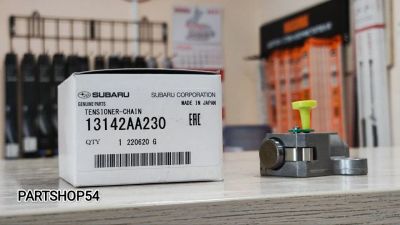 SUBARU
SUBARU CORPORATION
GENUINE PARTS
MADE IN JAPAN
TENSIONER-CHAIN
13142AA230
EAC
QTY 1 220620 G
PARTSHOP54